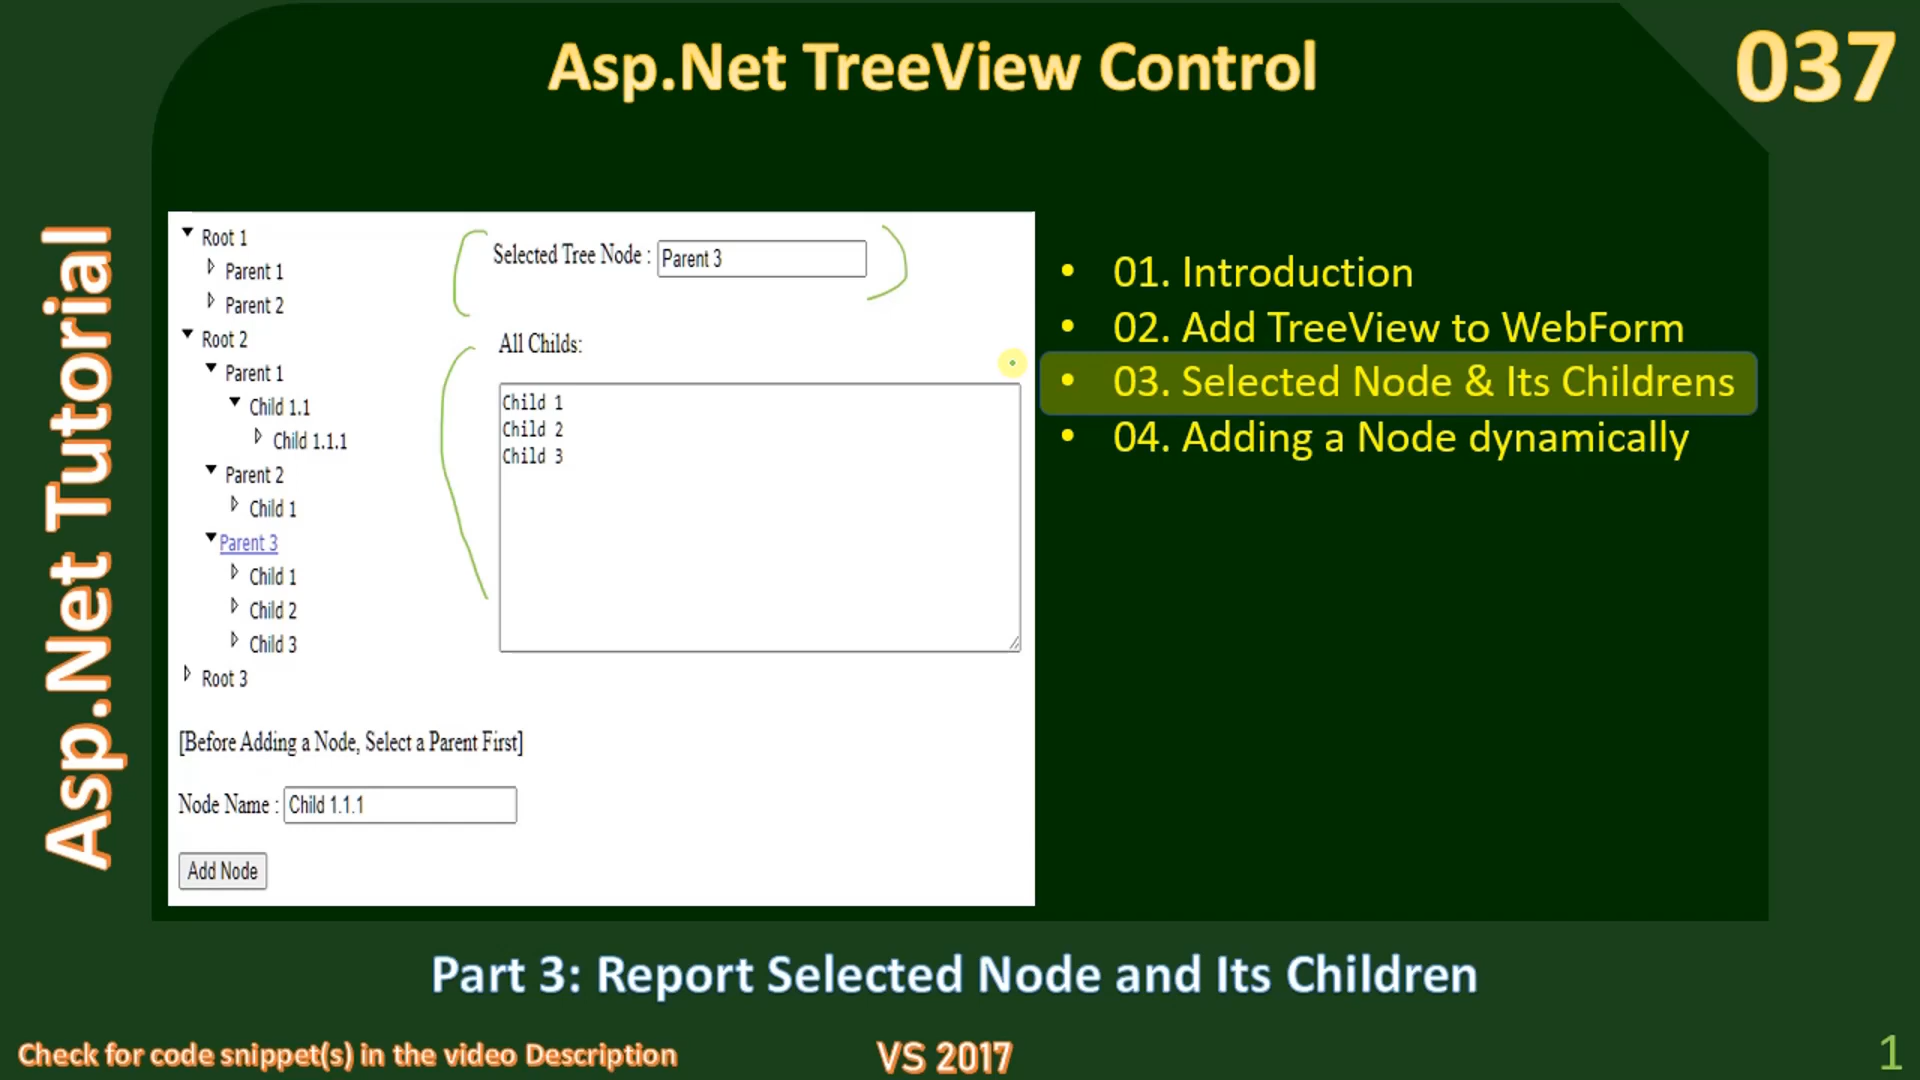 Asp.Net TreeView Control
037
Asp.Net Tutorial
Root 1
Parent 1
Parent 2
Root 2
Parent 1
Child 1.1
Child 1.1.1
Parent 2
Child 1
Parent 3
Child 1
Child 2
Child 3
Root 3
Selected Tree Node : Parent 3
All Childs:
Child 1
Child 2
Child 3
[Before Adding a Node, Select a Parent First]
Node Name : Child 1.1.1
Add Node
• 01. Introduction
• 02. Add TreeView to WebForm
• 03. Selected Node & Its Childrens
• 04. Adding a Node dynamically
Part 3: Report Selected Node and Its Children
Check for code snippet(s) in the video Description
VS 2017
1